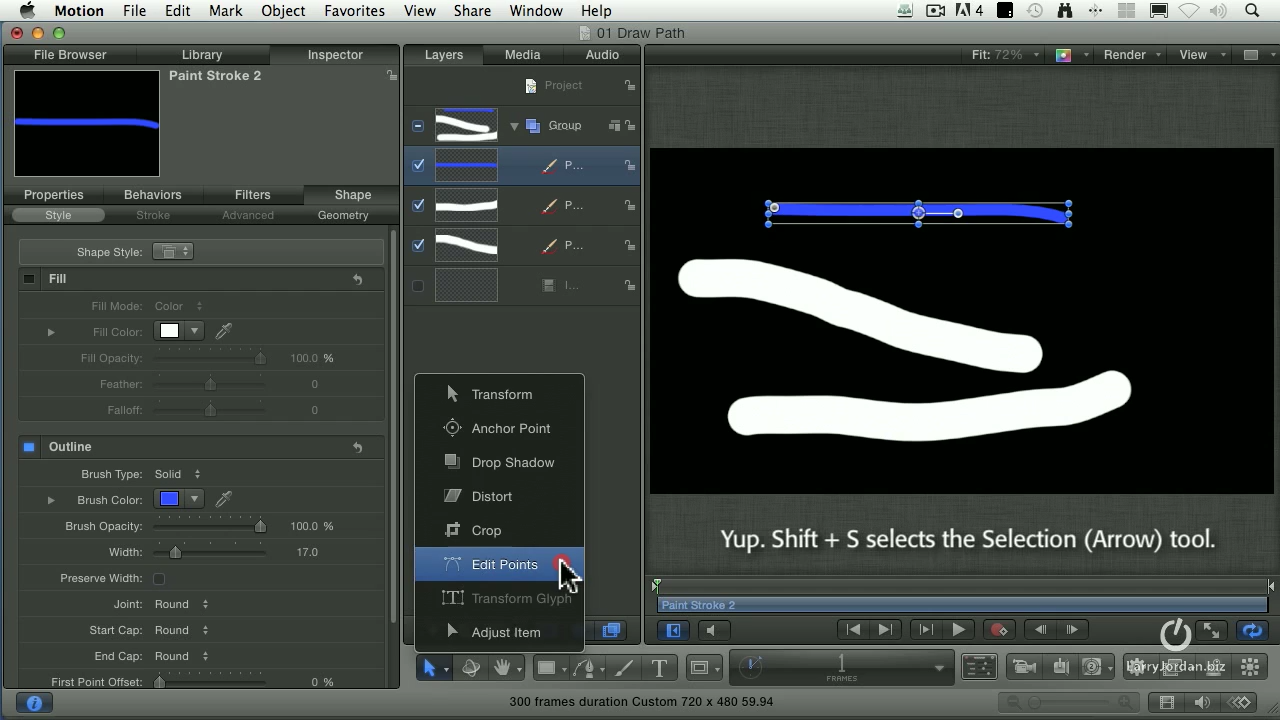 Motion File Edit Mark Object Favorites View Share Window Help 4
01 Draw Path
File Browser Library Inspector Layers Media Audio Fit: 72% Render View
Paint Stroke 2
Project
Group
P...
P...
P...
I...
Properties Behaviors Filters Shape
Style Stroke Advanced Geometry
Shape Style:
Fill
Fill Mode: Color
Fill Color:
Fill Opacity: 100.0 %
Feather: 0
Falloff: 0
Outline
Brush Type: Solid
Brush Color:
Brush Opacity: 100.0 %
Width: 17.0
Preserve Width:
Joint: Round
Start Cap: Round
End Cap: Round
First Point Offset: 0 %
Transform
Anchor Point
Drop Shadow
Distort
Crop
Edit Points
Transform Glyph
Adjust Item
Yup. Shift + S selects the Selection (Arrow) tool.
Paint Stroke 2
T
1
FRAMES
LarryJordan.biz
300 frames duration Custom 720 x 480 59.94